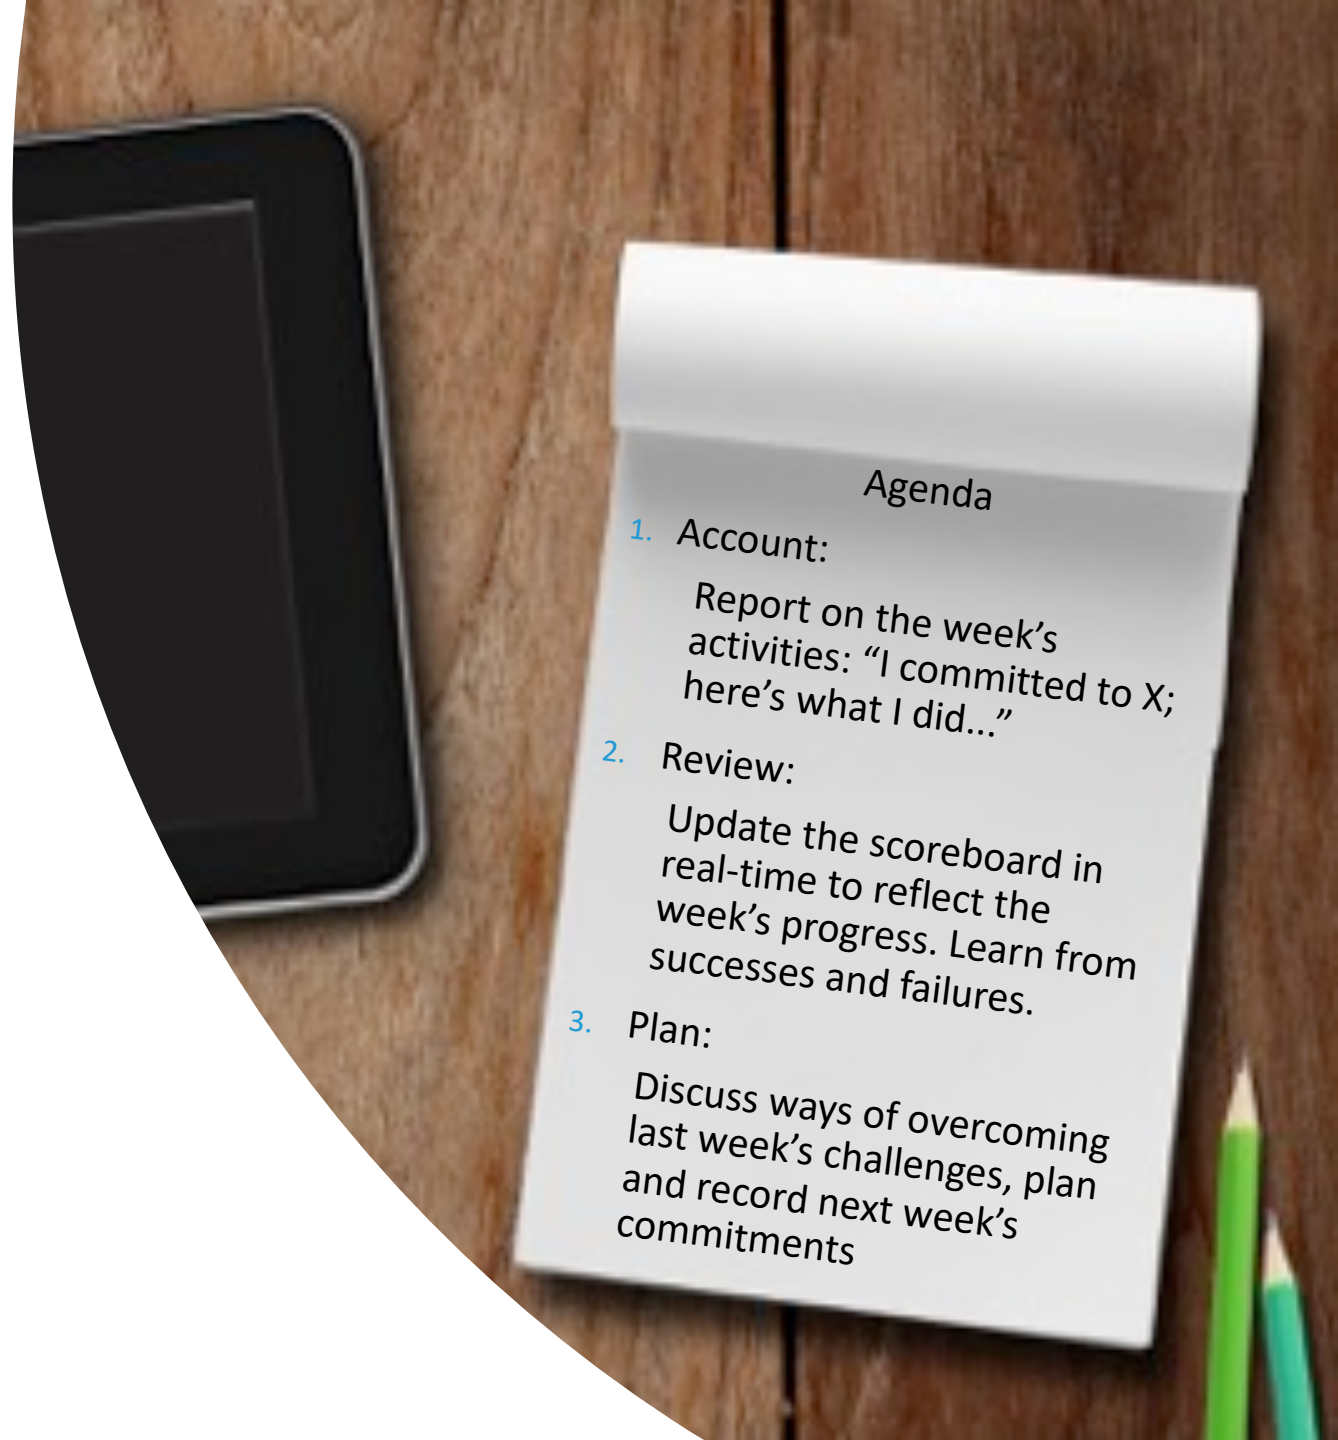 Agenda
1. Account:
Report on the week’s
activities: “I committed to X;
here’s what I did...”
2. Review:
Update the scoreboard in
real-time to reflect the
week’s progress. Learn from
successes and failures.
3. Plan:
Discuss ways of overcoming
last week’s challenges, plan
and record next week’s
commitments